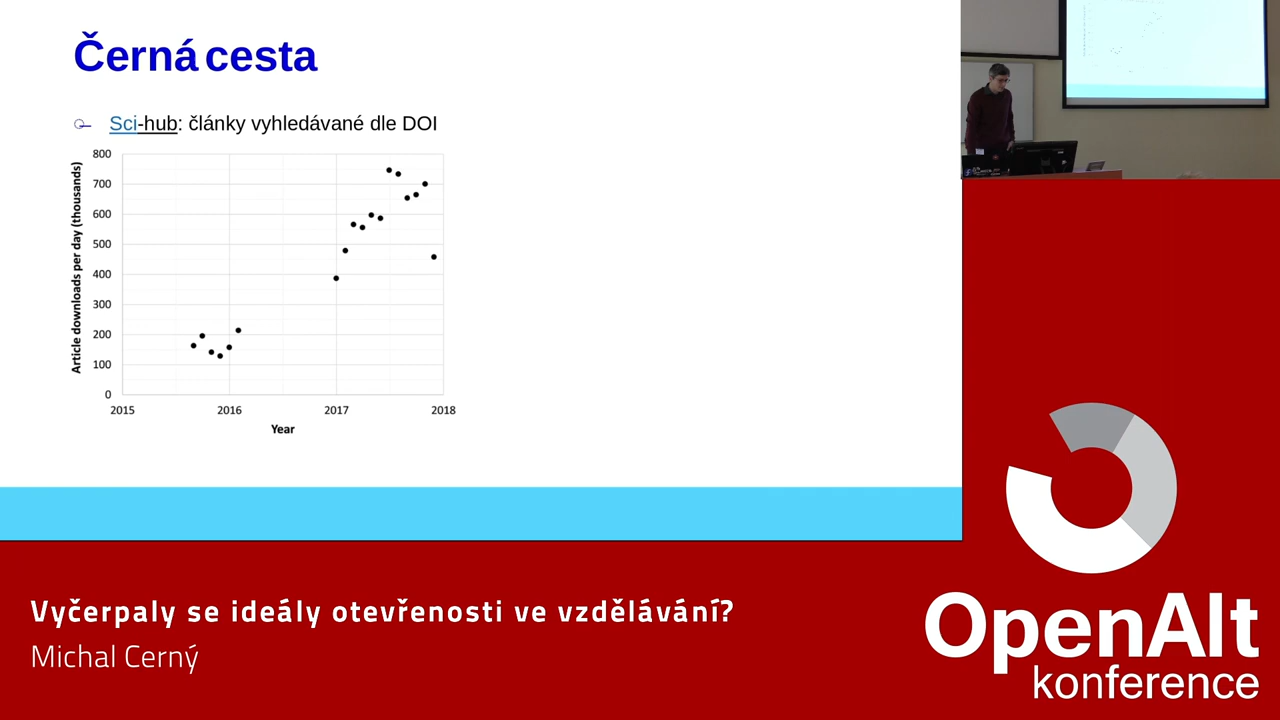 Černá cesta
Sci-hub: články vyhledávané dle DOI
Article downloads per day (thousands)
800
700
600
500
400
300
200
100
0
2015 2016 2017 2018
Year
Vyčerpaly se ideály otevřenosti ve vzdělávání?
Michal Černý
OpenAlt
konference